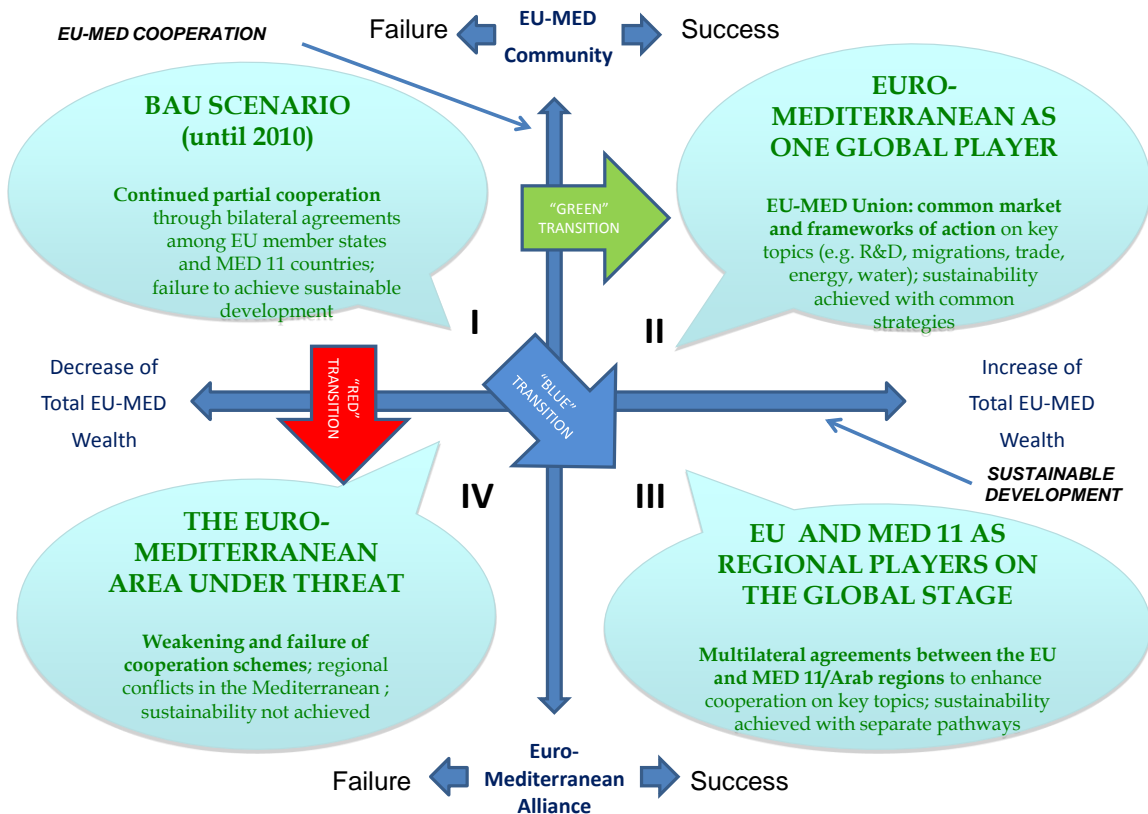 EU-MED COOPERATION
Failure
EU-MED
Community
Success
BAU SCENARIO
(until 2010)
Continued partial cooperation
through bilateral agreements
among EU member states
and MED 11 countries;
failure to achieve sustainable
development
EURO-
MEDITERRANEAN AS
ONE GLOBAL PLAYER
EU-MED Union: common market
and frameworks of action on key
topics (e.g. R&D, migrations, trade,
energy, water); sustainability
achieved with common
strategies
"GREEN"
TRANSITION
I
II
Decrease of
Total EU-MED
Wealth
"RED"
TRANSITION
"BLUE"
TRANSITION
Increase of
Total EU-MED
Wealth
SUSTAINABLE
DEVELOPMENT
IV
III
THE EURO-
MEDITERRANEAN
AREA UNDER THREAT
Weakening and failure of
cooperation schemes; regional
conflicts in the Mediterranean ;
sustainability not achieved
EU AND MED 11 AS
REGIONAL PLAYERS ON
THE GLOBAL STAGE
Multilateral agreements between the EU
and MED 11/Arab regions to enhance
cooperation on key topics; sustainability
achieved with separate pathways
Failure
Euro-
Mediterranean
Alliance
Success